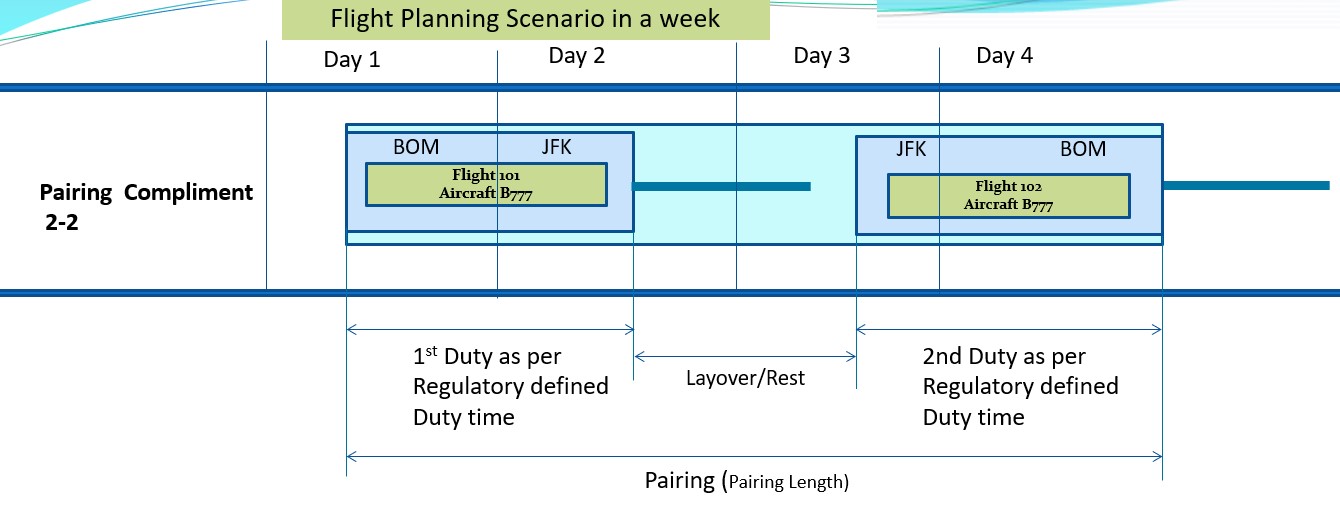 Flight Planning Scenario in a week
Day 1
Day 2
Day 3
Day 4
Pairing Compliment
2-2
BOM
JFK
Flight 101
Aircraft B777
JFK
BOM
Flight 102
Aircraft B777
1st Duty as per
Regulatory defined
Duty time
Layover/Rest
2nd Duty as per
Regulatory defined
Duty time
Pairing (Pairing Length)